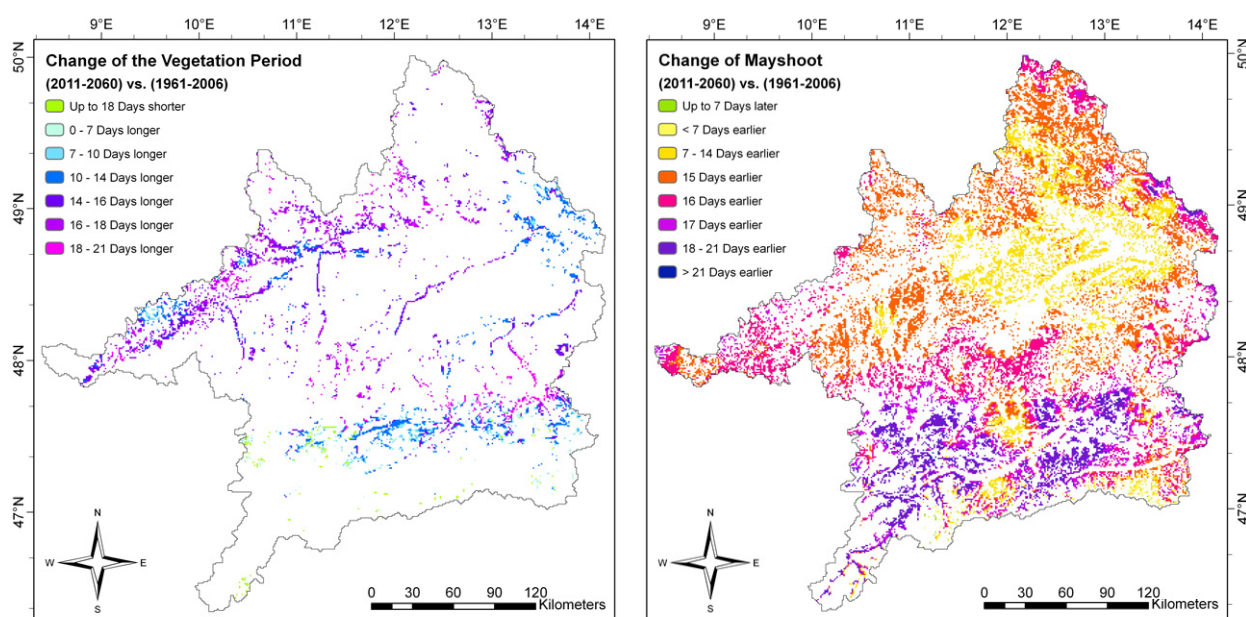 9°E 10°E 11°E 12°E 13°E 14°E
50°N
49°N
48°N
47°N
Change of the Vegetation Period
(2011-2060) vs. (1961-2006)
Up to 18 Days shorter
0 - 7 Days longer
7 - 10 Days longer
10 - 14 Days longer
14 - 16 Days longer
16 - 18 Days longer
18 - 21 Days longer
N
W E
S
0 30 60 90 120
Kilometers
9°E 10°E 11°E 12°E 13°E 14°E
50°N
49°N
48°N
47°N
Change of Mayshoot
(2011-2060) vs. (1961-2006)
Up to 7 Days later
< 7 Days earlier
7 - 14 Days earlier
15 Days earlier
16 Days earlier
17 Days earlier
18 - 21 Days earlier
> 21 Days earlier
N
W E
S
0 30 60 90 120
Kilometers